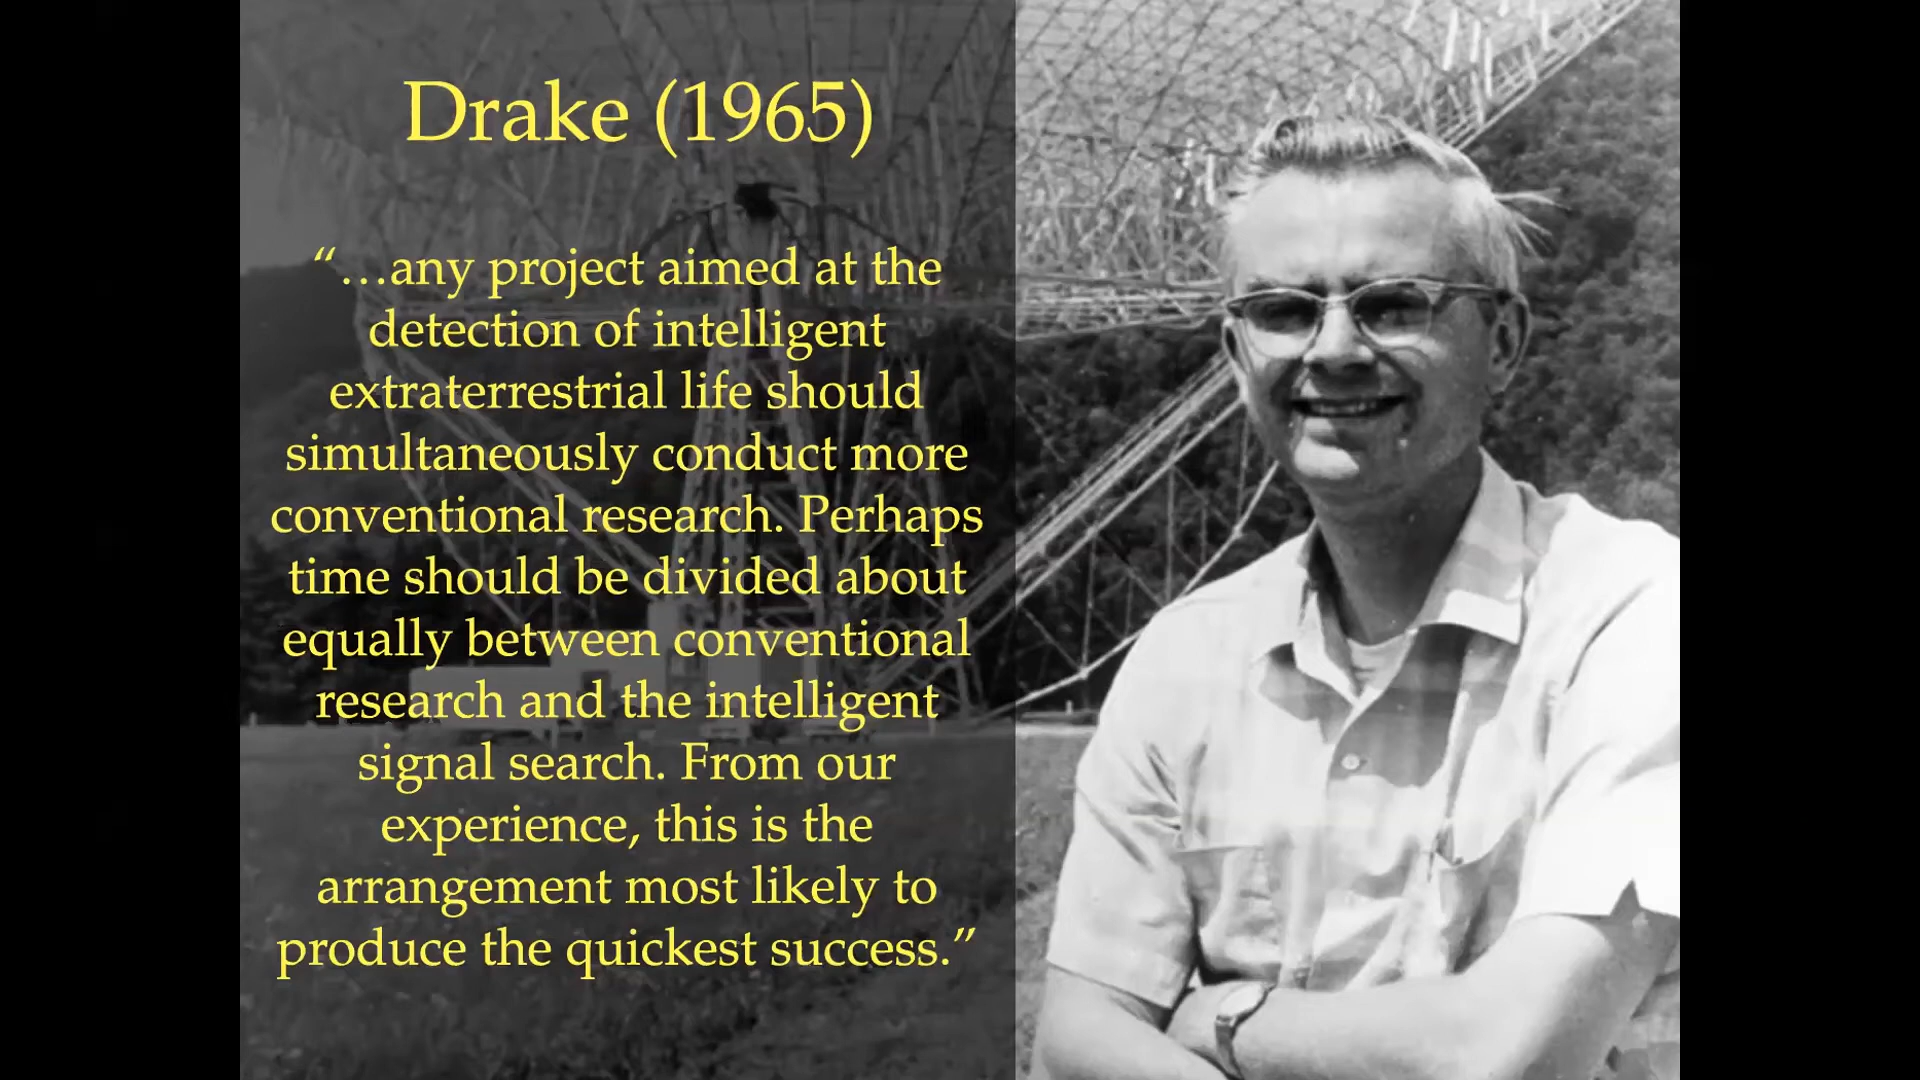 Drake (1965)
“…any project aimed at the
detection of intelligent
extraterrestrial life should
simultaneously conduct more
conventional research. Perhaps
time should be divided about
equally between conventional
research and the intelligent
signal search. From our
experience, this is the
arrangement most likely to
produce the quickest success.”